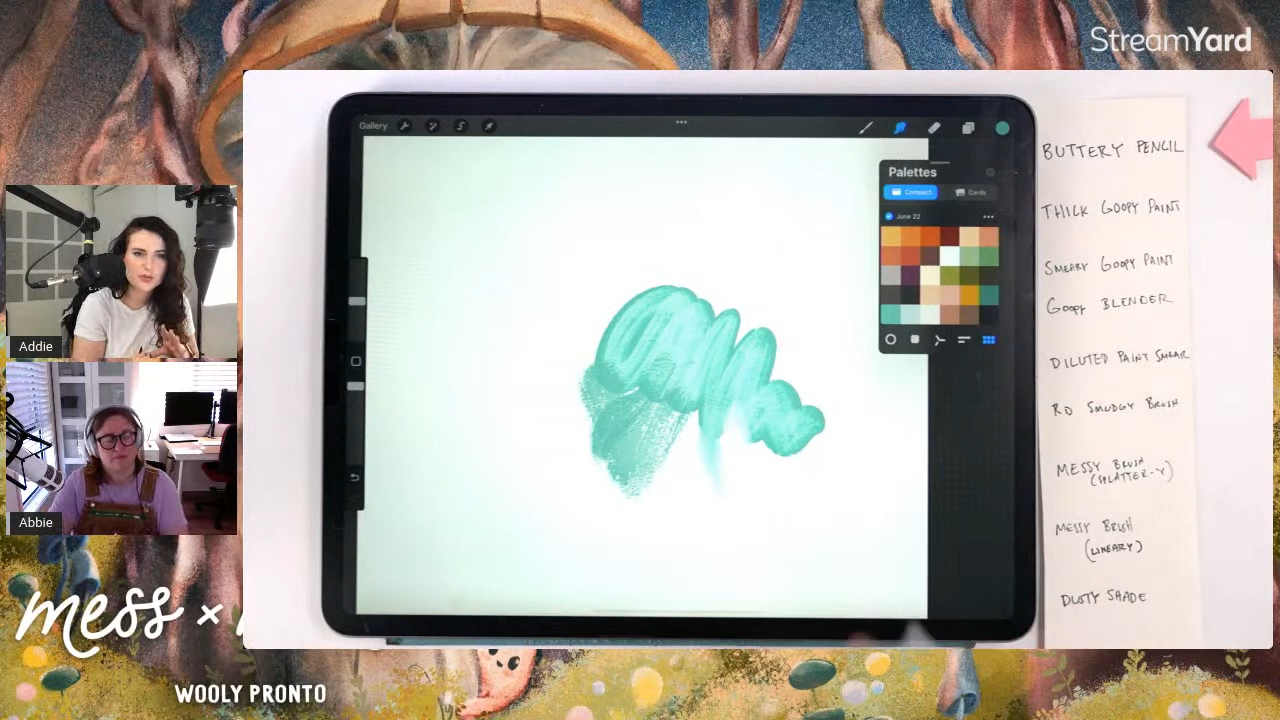 StreamYard
Gallery
Palettes
Compact
Cards
June 22
BUTTERY PENCIL
THICK GOOPY PAINT
SMEARY GOOPY PAINT
GOOPY BLENDER
DILUTED PAINT SMEAR
RD SMUDGY BRUSH
MESSY BRUSH
(SPLATTER-Y)
MESSY BRUSH
(LINEARY)
DUSTY SHADE
Addie
Abbie
mess ×
WOOLY PRONTO